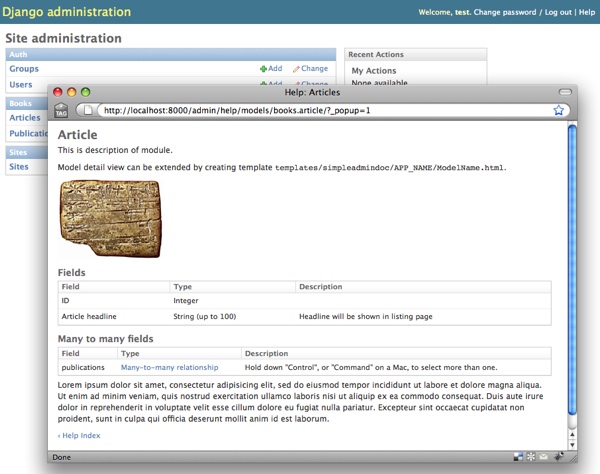 Django administration
Welcome, test. Change password / Log out | Help
Site administration
Auth
Groups
Add
Change
Users
Add
Change
Books
Articles
Sites
Sites
Recent Actions
My Actions
None available
Help: Articles
TAG
http://localhost:8000/admin/help/models/books.article/?_popup=1
Article
This is description of module.
Model detail view can be extended by creating template templates/simpleadmindoc/APP_NAME/ModelName.html.
Fields
Field Type Description
ID Integer
Article headline String (up to 100) Headline will be shown in listing page
Many to many fields
Field Type Description
publications Many-to-many relationship Hold down "Control", or "Command" on a Mac, to select more than one.
Lorem ipsum dolor sit amet, consectetur adipisicing elit, sed do eiusmod tempor incididunt ut labore et dolore magna aliqua.
Ut enim ad minim veniam, quis nostrud exercitation ullamco laboris nisi ut aliquip ex ea commodo consequat. Duis aute irure
dolor in reprehenderit in voluptate velit esse cillum dolore eu fugiat nulla pariatur. Excepteur sint occaecat cupidatat non
proident, sunt in culpa qui officia deserunt mollit anim id est laborum.
‹ Help Index
Done